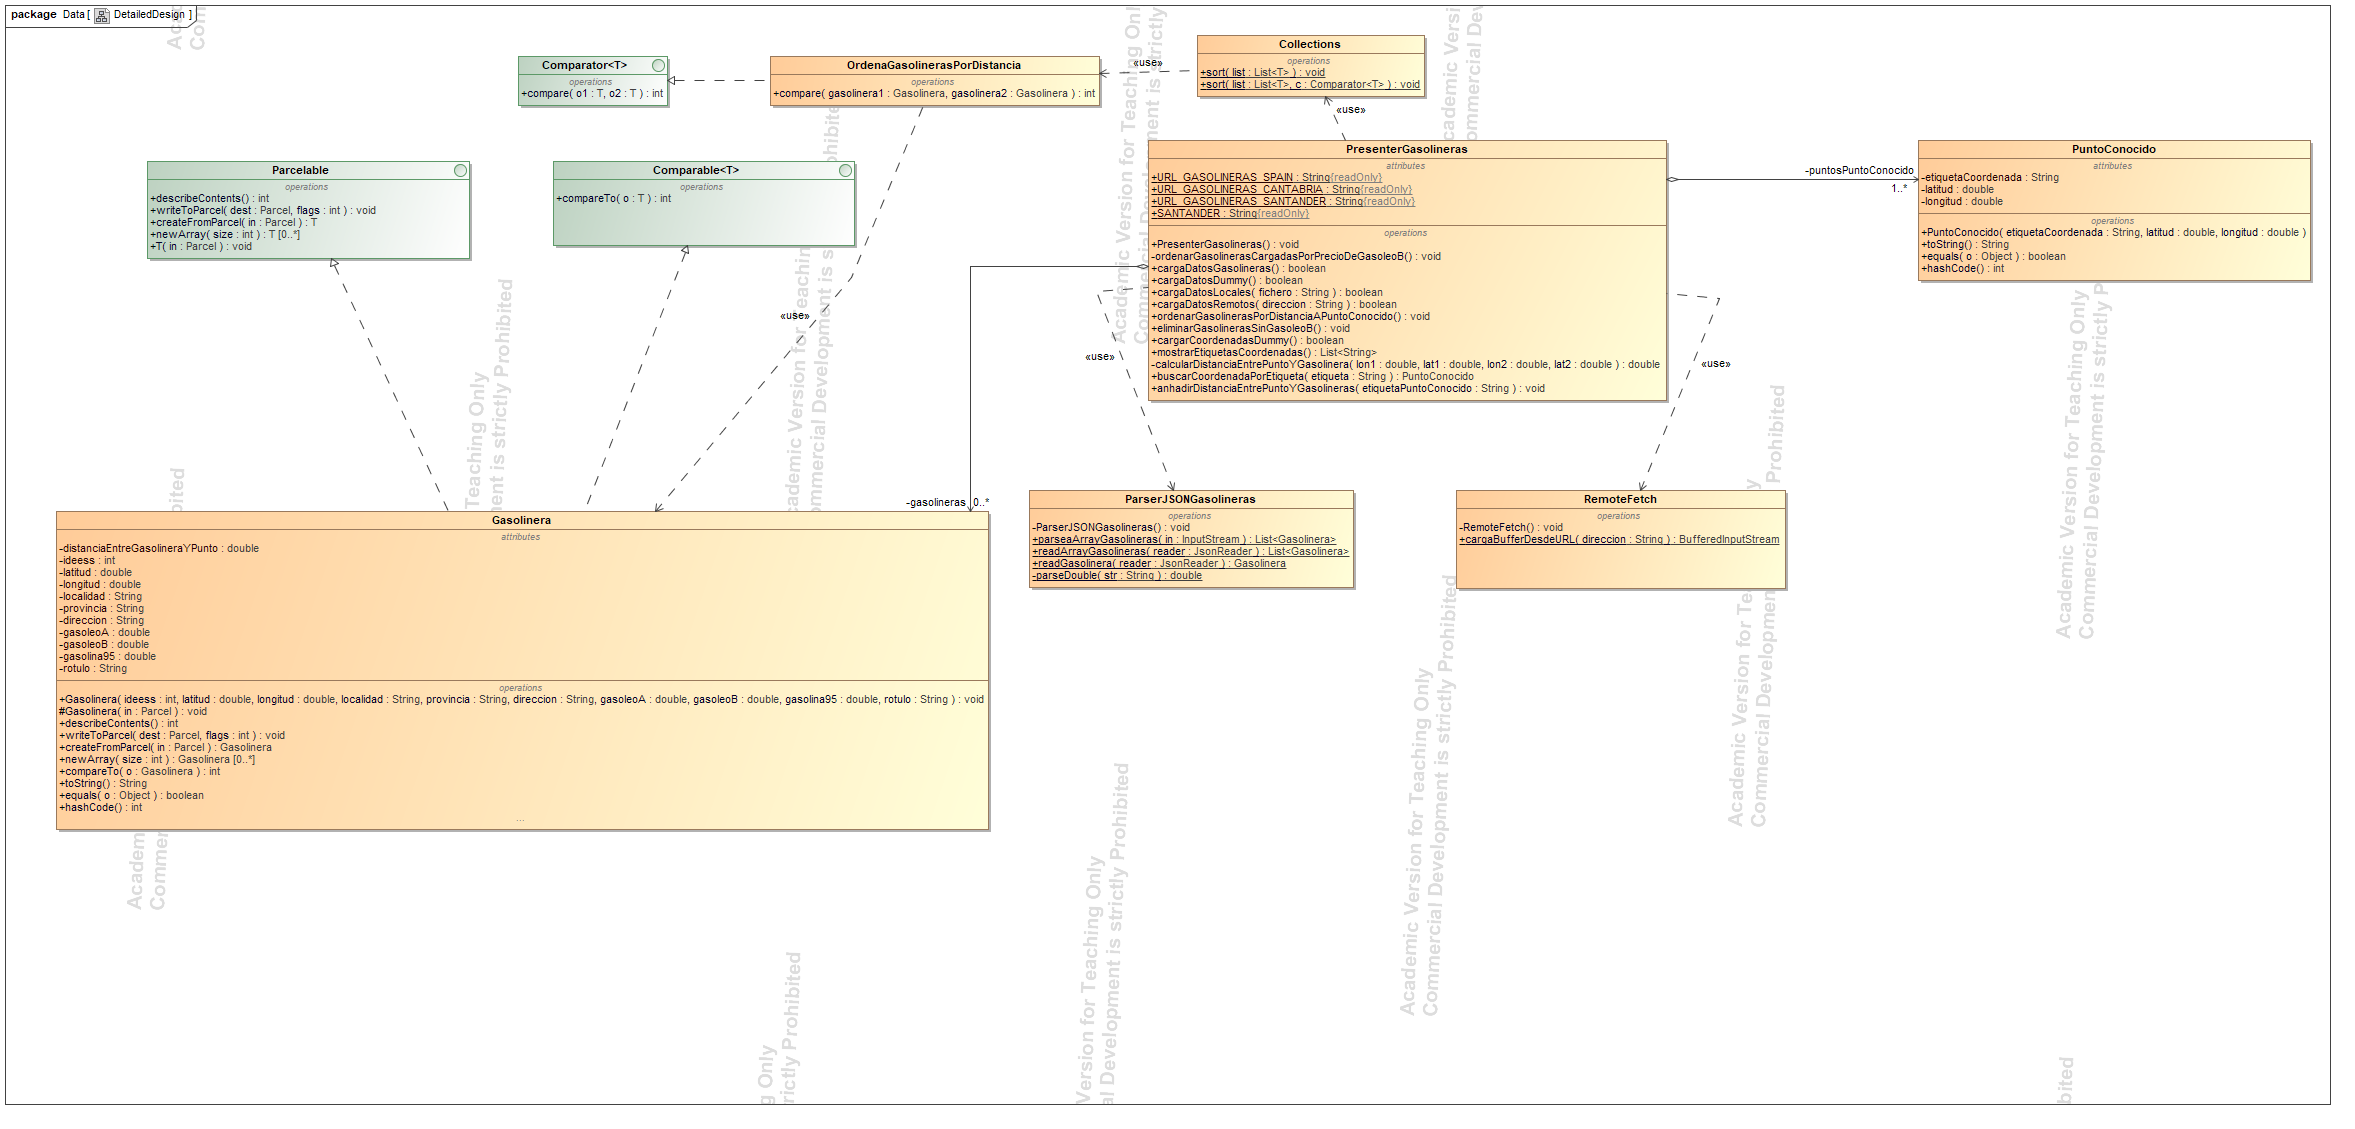 package Data [ DetailedDesign ]
Comparator<T>
operations
+compare( o1 : T, o2 : T ) : int
OrdenaGasolinerasPorDistancia
operations
+compare( gasolinera1 : Gasolinera, gasolinera2 : Gasolinera ) : int
«use»
Collections
operations
+sort( list : List<T> ) : void
+sort( list : List<T>, c : Comparator<T> ) : void
«use»
Parcelable
operations
+describeContents() : int
+writeToParcel( dest : Parcel, flags : int ) : void
+createFromParcel( in : Parcel ) : T
+newArray( size : int ) : T [0..*]
+T( in : Parcel ) : void
Comparable<T>
operations
+compareTo( o : T ) : int
«use»
PresenterGasolineras
attributes
+URL_GASOLINERAS_SPAIN : String{readOnly}
+URL_GASOLINERAS_CANTABRIA : String{readOnly}
+URL_GASOLINERAS_SANTANDER : String{readOnly}
+SANTANDER : String{readOnly}
operations
+PresenterGasolineras() : void
-ordenarGasolinerasCargadasPorPrecioDeGasoleoB() : void
+cargaDatosGasolineras() : boolean
+cargaDatosDummy() : boolean
+cargaDatosLocales( fichero : String ) : boolean
+cargaDatosRemotos( direccion : String ) : boolean
+ordenarGasolinerasPorDistanciaAPuntoConocido() : void
+eliminarGasolinerasSinGasoleoB() : void
+cargarCoordenadasDummy() : boolean
+mostrarEtiquetasCoordenadas() : List<String>
-calcularDistanciaEntrePuntoYGasolinera( lon1 : double, lat1 : double, lon2 : double, lat2 : double ) : double
+buscarCoordenadaPorEtiqueta( etiqueta : String ) : PuntoConocido
+anhadirDistanciaEntrePuntoYGasolineras( etiquetaPuntoConocido : String ) : void
-puntosPuntoConocido
1..*
PuntoConocido
attributes
-etiquetaCoordenada : String
-latitud : double
-longitud : double
operations
+PuntoConocido( etiquetaCoordenada : String, latitud : double, longitud : double )
+toString() : String
+equals( o : Object ) : boolean
+hashCode() : int
«use»
«use»
-gasolineras 0..*
Gasolinera
attributes
-distanciaEntreGasolineraYPunto : double
-ideess : int
-latitud : double
-longitud : double
-localidad : String
-provincia : String
-direccion : String
-gasoleoA : double
-gasoleoB : double
-gasolina95 : double
-rotulo : String
operations
+Gasolinera( ideess : int, latitud : double, longitud : double, localidad : String, provincia : String, direccion : String, gasoleoA : double, gasoleoB : double, gasolina95 : double, rotulo : String ) : void
#Gasolinera( in : Parcel ) : void
+describeContents() : int
+writeToParcel( dest : Parcel, flags : int ) : void
+createFromParcel( in : Parcel ) : Gasolinera
+newArray( size : int ) : Gasolinera [0..*]
+compareTo( o : Gasolinera ) : int
+toString() : String
+equals( o : Object ) : boolean
+hashCode() : int
...
ParserJSONGasolineras
operations
-ParserJSONGasolineras() : void
+parseaArrayGasolineras( in : InputStream ) : List<Gasolinera>
+readArrayGasolineras( reader : JsonReader ) : List<Gasolinera>
+readGasolinera( reader : JsonReader ) : Gasolinera
-parseDouble( str : String ) : double
RemoteFetch
operations
-RemoteFetch() : void
+cargaBufferDesdeURL( direccion : String ) : BufferedInputStream
Academic Version for Teaching Only
Commercial Development is strictly Prohibited